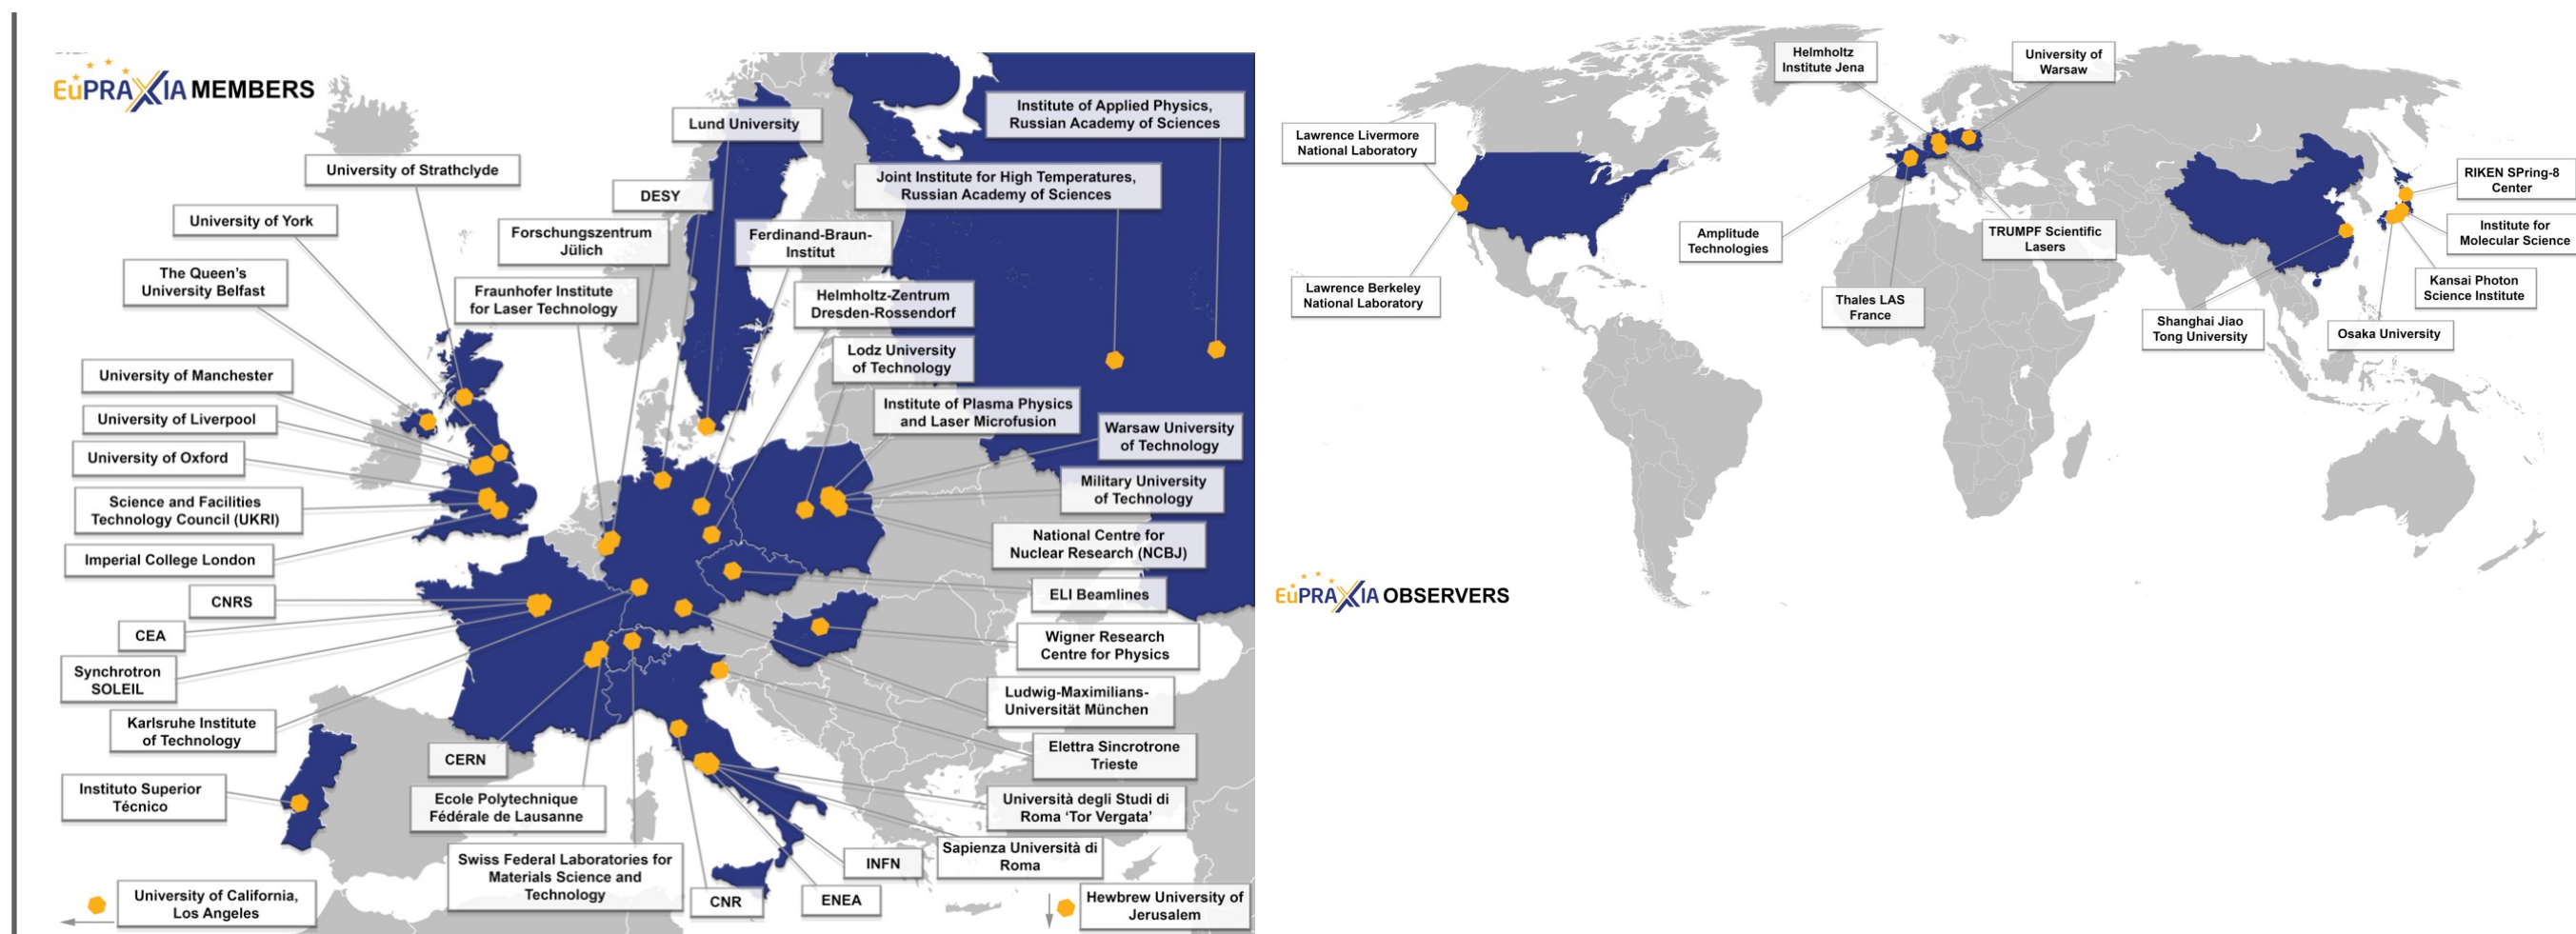 EuPRAXIA MEMBERS
Lund University
Institute of Applied Physics,
Russian Academy of Sciences
University of Strathclyde
Joint Institute for High Temperatures,
Russian Academy of Sciences
DESY
University of York
Forschungszentrum
Jülich
Ferdinand-Braun-
Institut
The Queen's
University Belfast
Fraunhofer Institute
for Laser Technology
Helmholtz-Zentrum
Dresden-Rossendorf
Lodz University
of Technology
University of Manchester
Institute of Plasma Physics
and Laser Microfusion
University of Liverpool
Warsaw University
of Technology
University of Oxford
Military University
of Technology
Science and Facilities
Technology Council (UKRI)
National Centre for
Nuclear Research (NCBJ)
Imperial College London
ELI Beamlines
CNRS
CEA
Wigner Research
Centre for Physics
Synchrotron
SOLEIL
Ludwig-Maximilians-
Universität München
Karlsruhe Institute
of Technology
CERN
Elettra Sincrotrone
Trieste
Instituto Superior
Técnico
Ecole Polytechnique
Fédérale de Lausanne
Università degli Studi di
Roma ‘Tor Vergata’
Swiss Federal Laboratories for
Materials Science and
Technology
INFN
Sapienza Università di
Roma
CNR
ENEA
University of California,
Los Angeles
Hewbrew University of
Jerusalem
Helmholtz
Institute Jena
University of
Warsaw
Lawrence Livermore
National Laboratory
RIKEN SPring-8
Center
Amplitude
Technologies
TRUMPF Scientific
Lasers
Institute for
Molecular Science
Lawrence Berkeley
National Laboratory
Thales LAS
France
Kansai Photon
Science Institute
Shanghai Jiao
Tong University
Osaka University
EuPRAXIA OBSERVERS